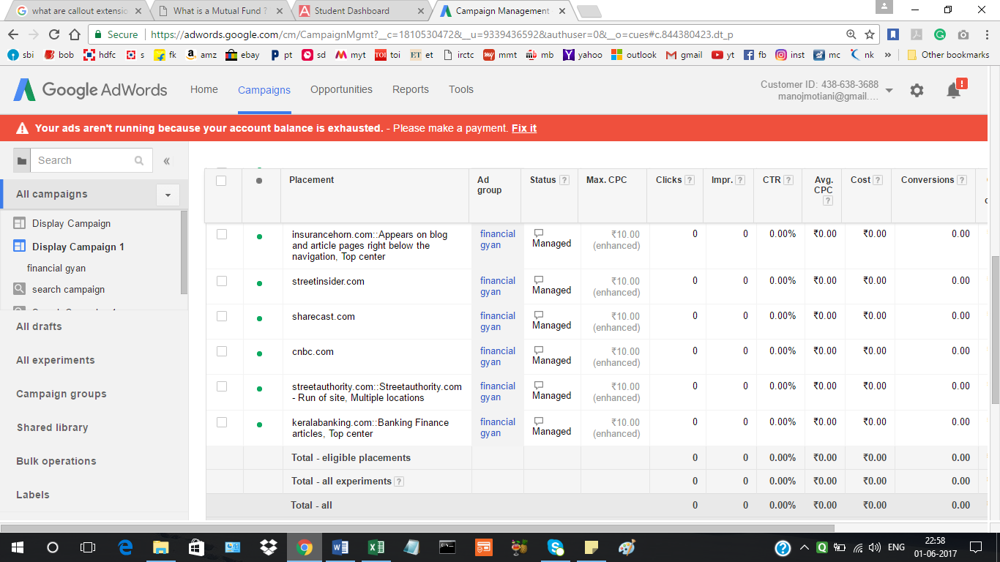 what are callout extensio
What is a Mutual Fund ?
Student Dashboard
Campaign Management
Secure
https://adwords.google.com/cm/CampaignMgmt?__c=1810530472&__u=9339436592&authuser=0&__o=cues#c.844380423.dt_p
sbi bob hdfc s fk amz ebay pt sd myt toi et irctc mmt mb yahoo outlook gmail yt fb inst mc nk » Other bookmarks
Google AdWords
Home Campaigns Opportunities Reports Tools
Customer ID: 438-638-3688
manojmotiani@gmail....
Your ads aren't running because your account balance is exhausted. - Please make a payment. Fix it
Search
«
All campaigns
Display Campaign
Display Campaign 1
financial gyan
search campaign
All drafts
All experiments
Campaign groups
Shared library
Bulk operations
Labels
Placement Ad group Status ? Max. CPC Clicks ? Impr. ? CTR ? Avg. CPC ? Cost ? Conversions ?
insurancehorn.com::Appears on blog financial Managed ₹10.00 0 0 0.00% ₹0.00 ₹0.00 0.00
and article pages right below the gyan (enhanced)
navigation, Top center
streetinsider.com financial Managed ₹10.00 0 0 0.00% ₹0.00 ₹0.00 0.00
gyan (enhanced)
sharecast.com financial Managed ₹10.00 0 0 0.00% ₹0.00 ₹0.00 0.00
gyan (enhanced)
cnbc.com financial Managed ₹10.00 0 0 0.00% ₹0.00 ₹0.00 0.00
gyan (enhanced)
streetauthority.com::Streetauthority.com financial Managed ₹10.00 0 0 0.00% ₹0.00 ₹0.00 0.00
- Run of site, Multiple locations gyan (enhanced)
keralabanking.com::Banking Finance financial Managed ₹10.00 0 0 0.00% ₹0.00 ₹0.00 0.00
articles, Top center gyan (enhanced)
Total - eligible placements 0 0 0.00% ₹0.00 ₹0.00 0.00
Total - all experiments ? 0 0 0.00% ₹0.00 ₹0.00 0.00
Total - all 0 0 0.00% ₹0.00 ₹0.00 0.00
ENG
22:58
01-06-2017